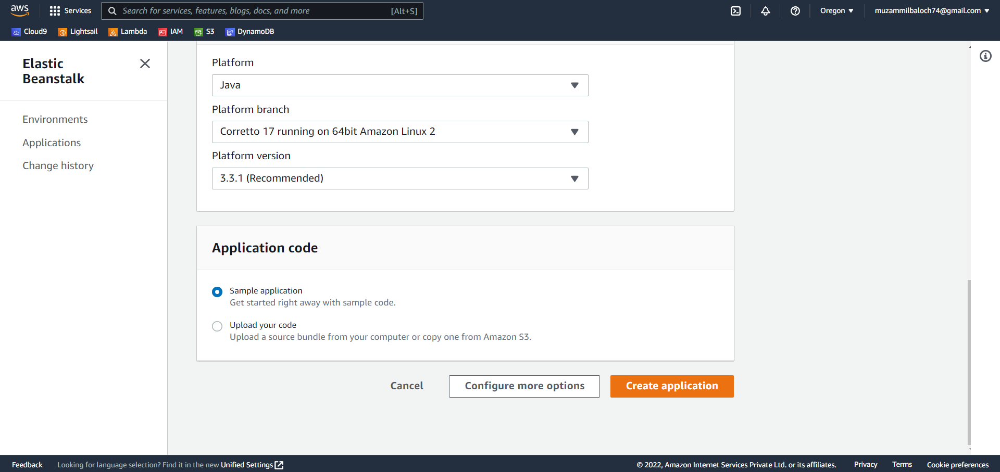 aws
Services
Search for services, features, blogs, docs, and more
[Alt+S]
Oregon
muzammilbaloch74@gmail.com
Cloud9
Lightsail
Lambda
IAM
S3
DynamoDB
Elastic
Beanstalk
Environments
Applications
Change history
Platform
Java
Platform branch
Corretto 17 running on 64bit Amazon Linux 2
Platform version
3.3.1 (Recommended)
Application code
Sample application
Get started right away with sample code.
Upload your code
Upload a source bundle from your computer or copy one from Amazon S3.
Cancel
Configure more options
Create application
Feedback
Looking for language selection? Find it in the new Unified Settings
© 2022, Amazon Internet Services Private Ltd. or its affiliates.
Privacy
Terms
Cookie preferences